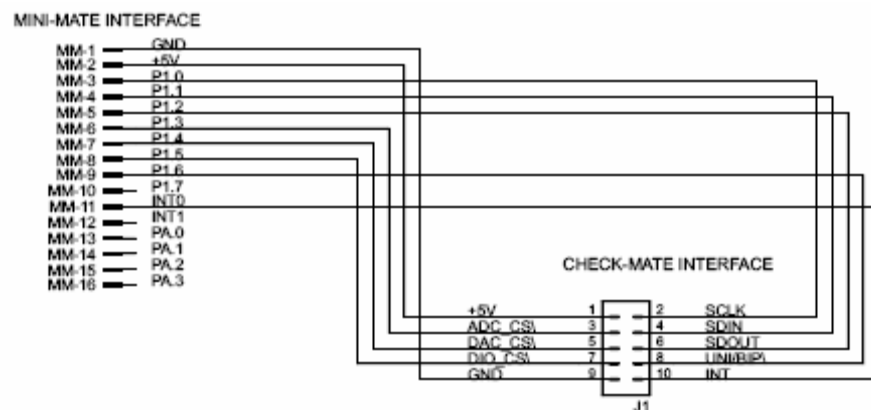 MINI-MATE INTERFACE
MM-1 GND
MM-2 +5V
MM-3 P1.0
MM-4 P1.1
MM-5 P1.2
MM-6 P1.3
MM-7 P1.4
MM-8 P1.5
MM-9 P1.6
MM-10 P1.7
MM-11 INT0
MM-12 INT1
MM-13 PA.0
MM-14 PA.1
MM-15 PA.2
MM-16 PA.3
CHECK-MATE INTERFACE
+5V 1 2 SCLK
ADC_CS\ 3 4 SDIN
DAC_CS\ 5 6 SDOUT
DIO_CS\ 7 8 UNI/BIP\
GND 9 10 INT
J1